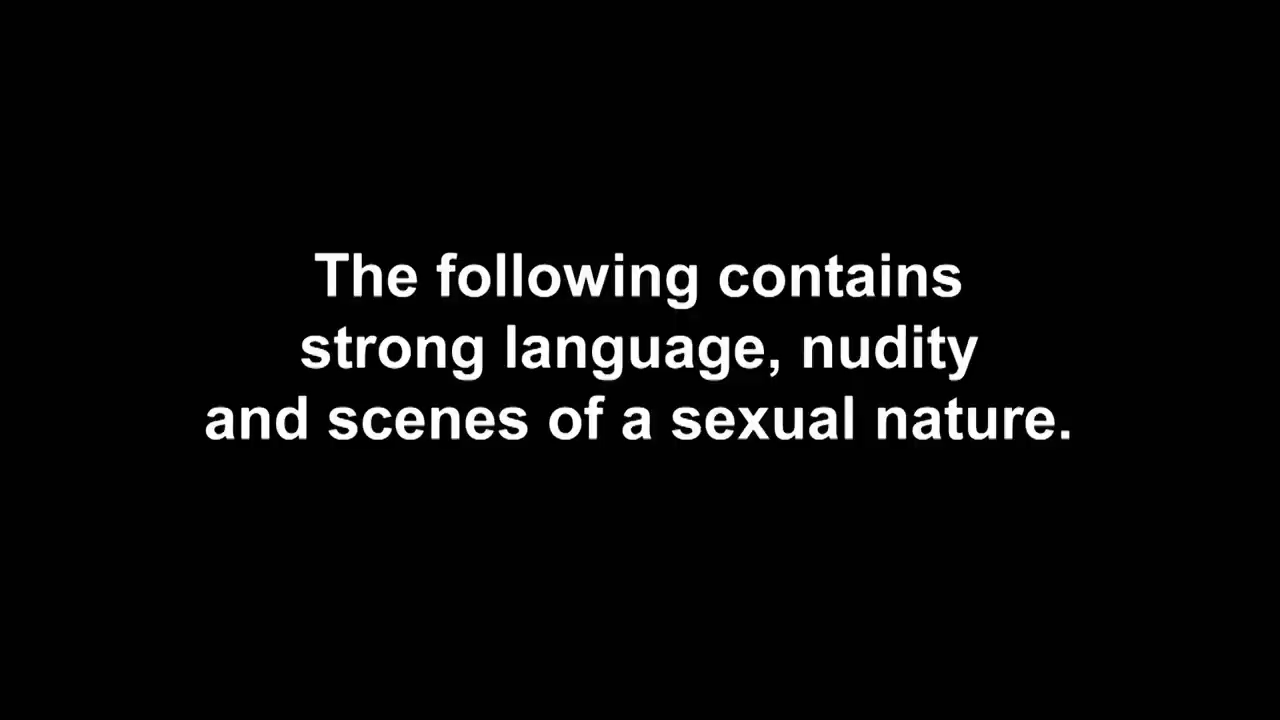 The following contains
strong language, nudity
and scenes of a sexual nature.